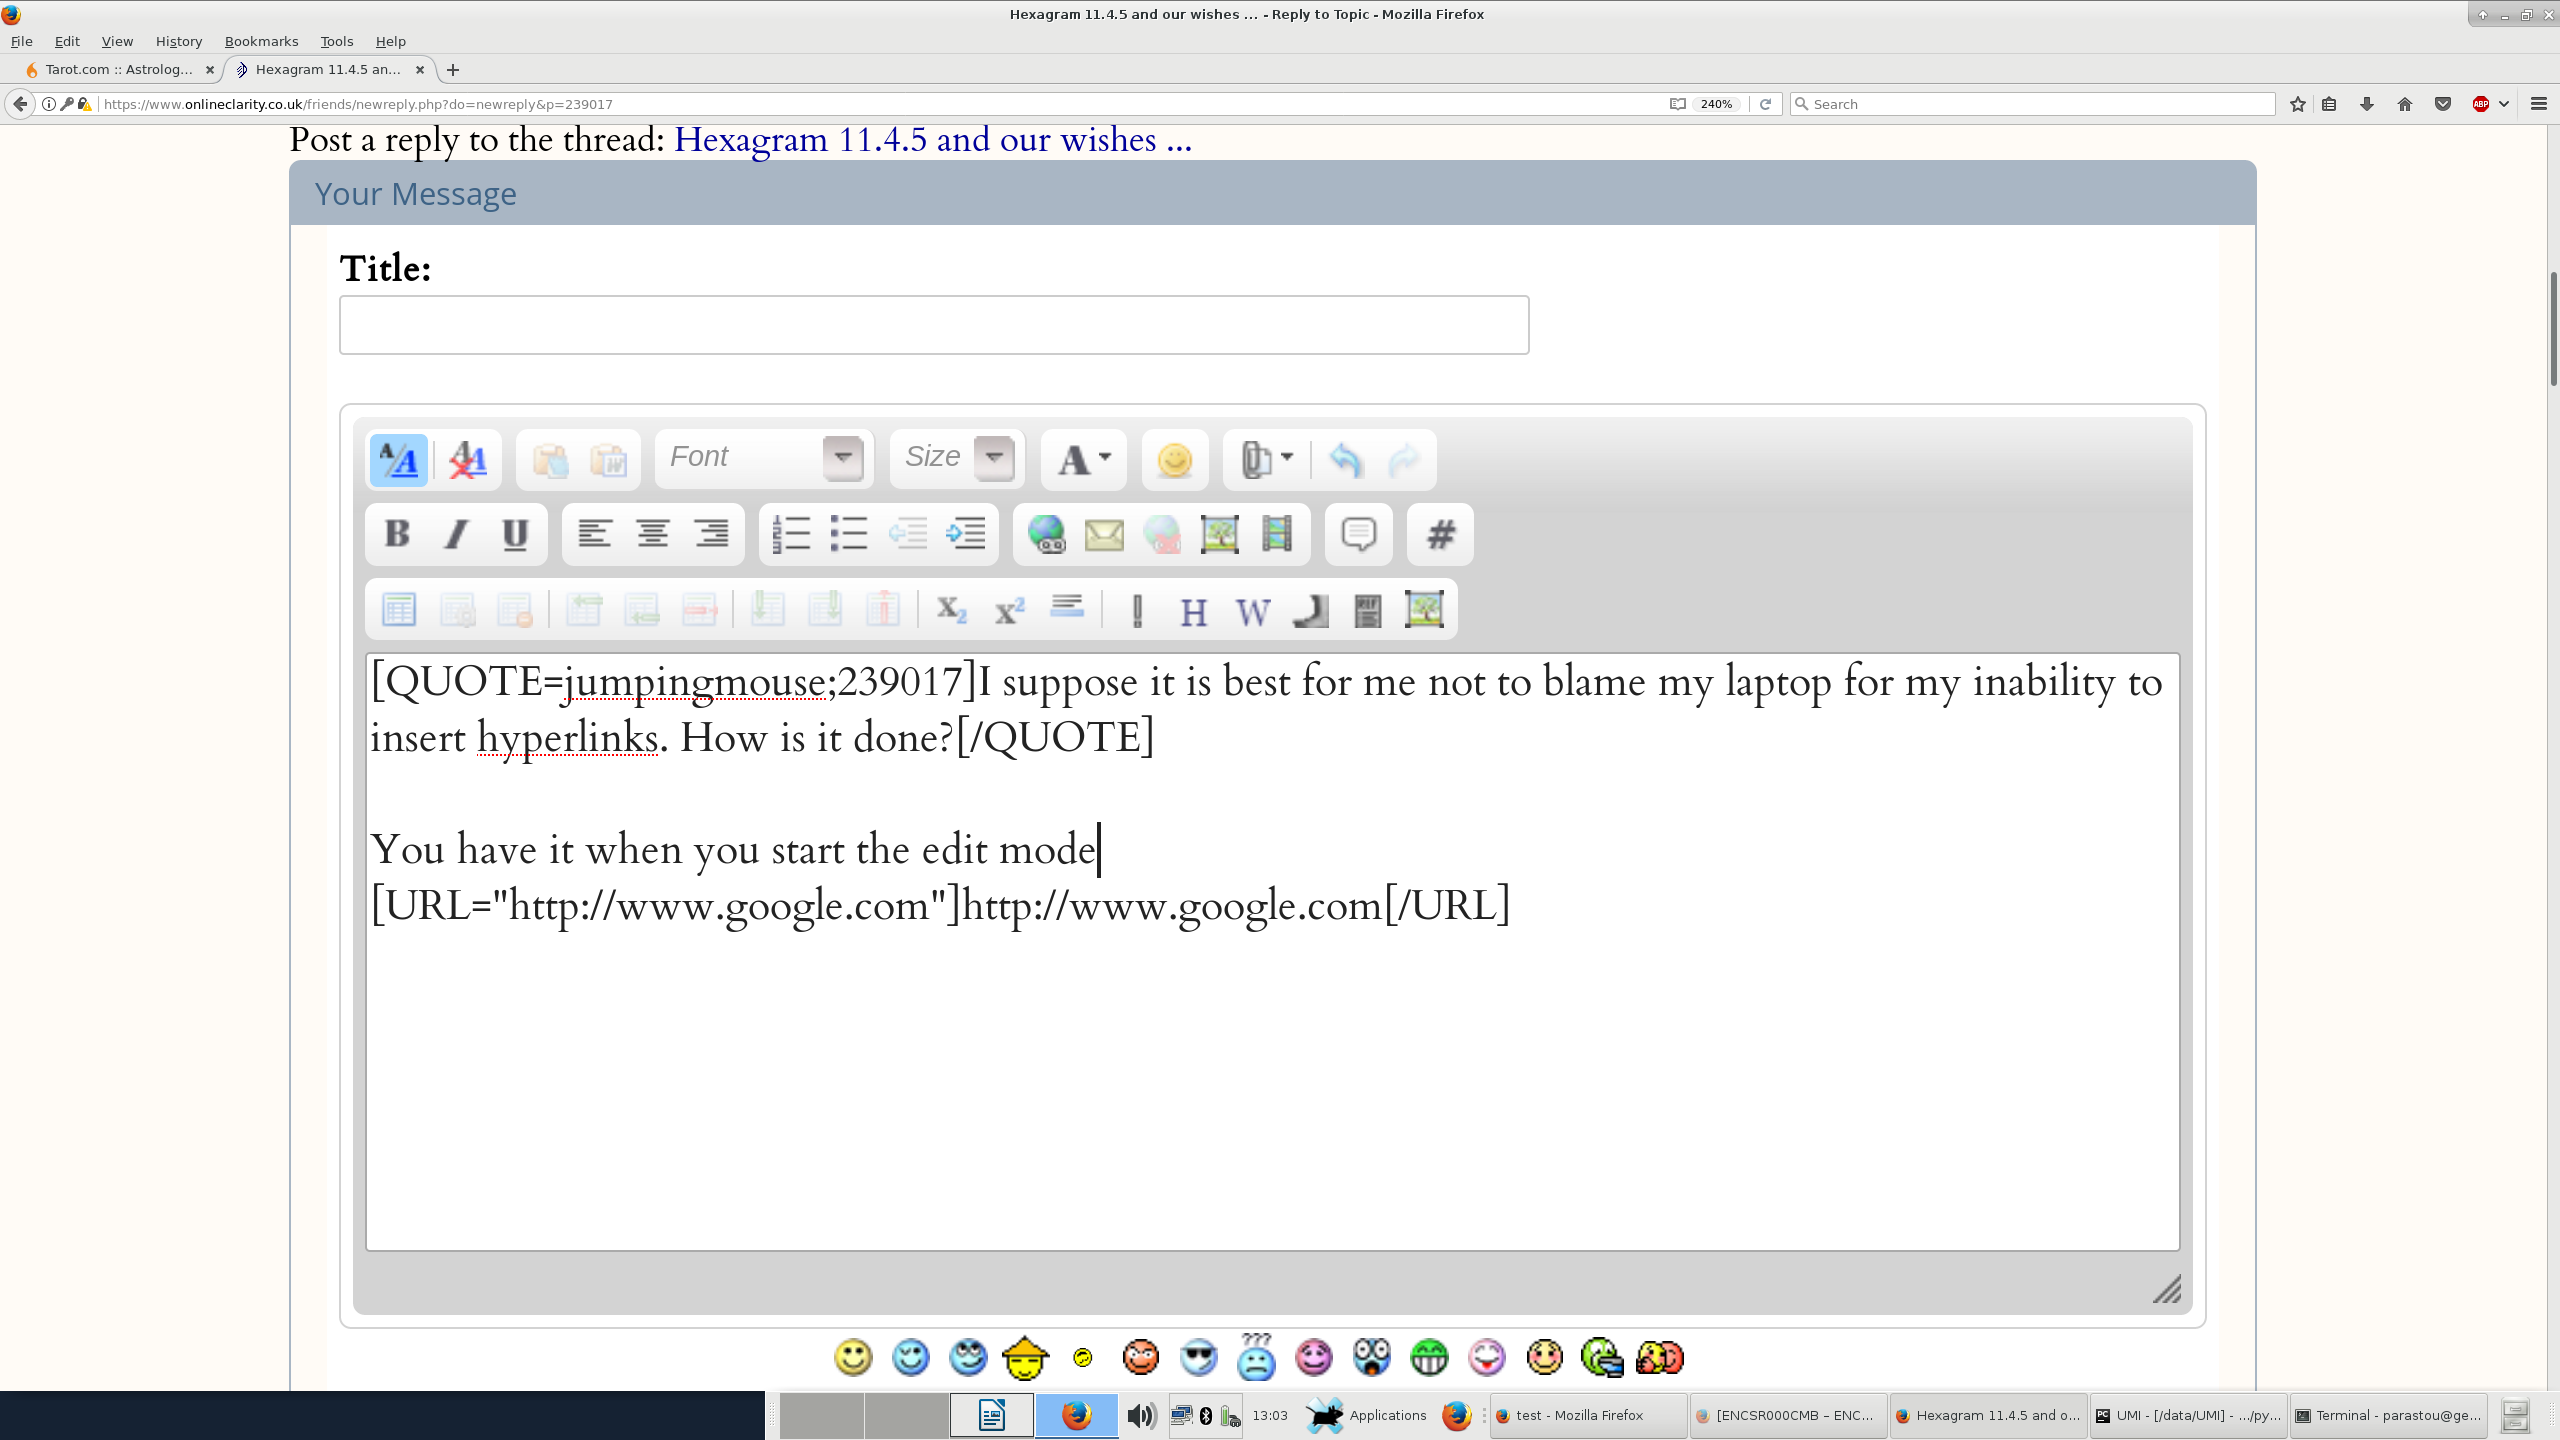 Hexagram 11.4.5 and our wishes ... - Reply to Topic - Mozilla Firefox
File Edit View History Bookmarks Tools Help
Tarot.com :: Astrolog... Hexagram 11.4.5 an...
https://www.onlineclarity.co.uk/friends/newreply.php?do=newreply&p=239017 240% Search ABP
Post a reply to the thread: Hexagram 11.4.5 and our wishes ...
Your Message
Title:
A/A A/A Font Size A
B I U #
X2 X2 ! H W
[QUOTE=jumpingmouse;239017]I suppose it is best for me not to blame my laptop for my inability to
insert hyperlinks. How is it done?[/QUOTE]
You have it when you start the edit mode
[URL="http://www.google.com"]http://www.google.com[/URL]
???
13:03 Applications test - Mozilla Firefox [ENCSR000CMB – ENC... Hexagram 11.4.5 and o... UMI - [/data/UMI] - .../py... Terminal - parastou@ge...